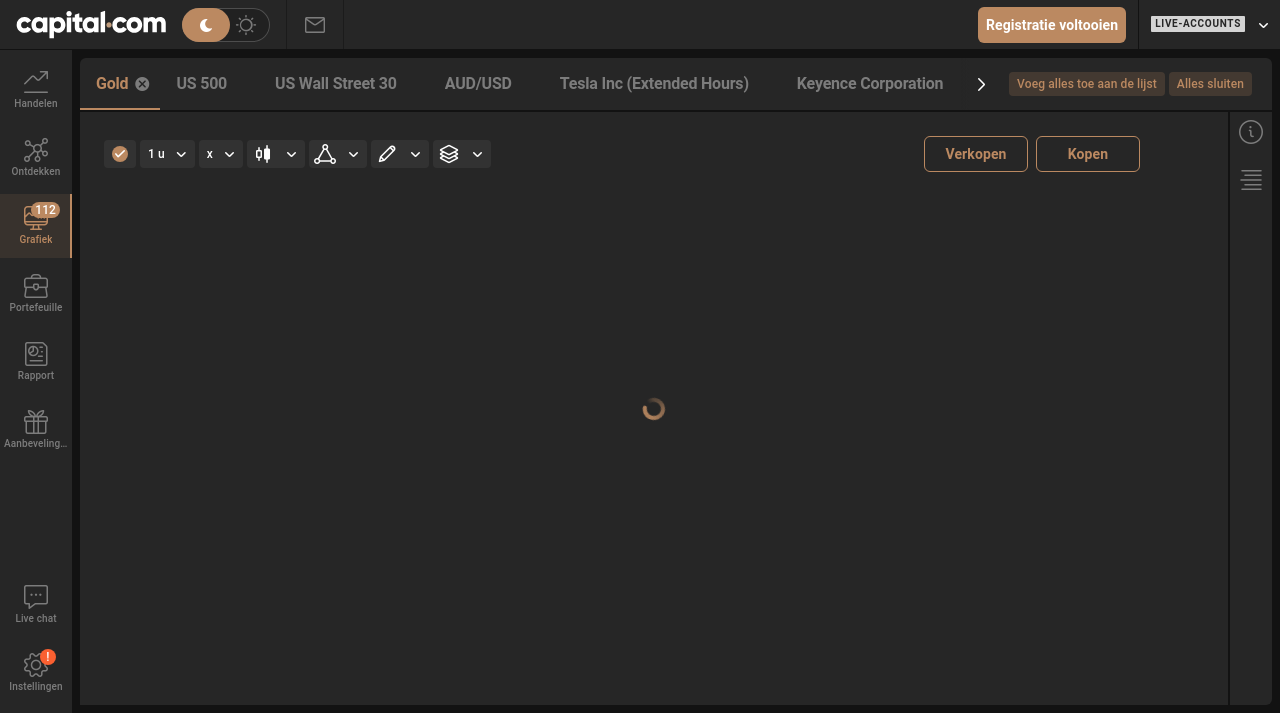 capital.com
Registratie voltooien
LIVE-ACCOUNTS
Handelen
Ontdekken
112
Grafiek
Portefeuille
Rapport
Aanbeveling...
Live chat
!
Instellingen
Gold
US 500
US Wall Street 30
AUD/USD
Tesla Inc (Extended Hours)
Keyence Corporation
Voeg alles toe aan de lijst
Alles sluiten
1 u
x
Verkopen
Kopen